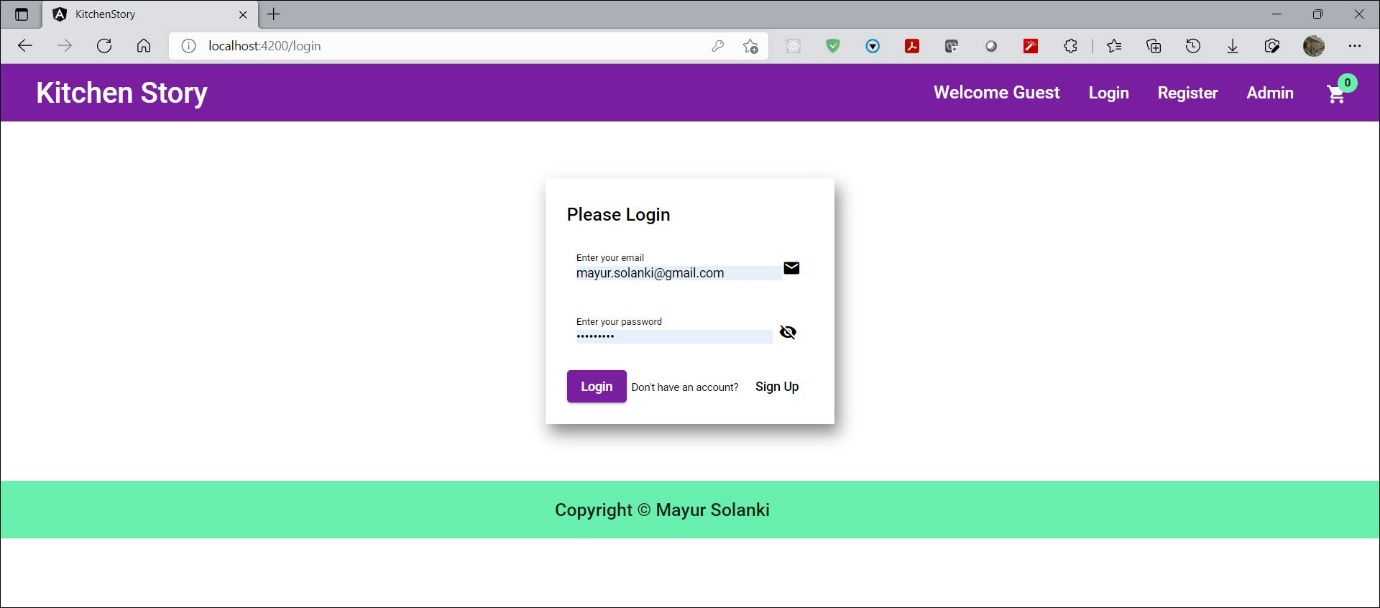 KitchenStory
localhost:4200/login
Kitchen Story
Welcome Guest Login Register Admin 0
Please Login
Enter your email
mayur.solanki@gmail.com
Enter your password
•••••••••
Login Don't have an account? Sign Up
Copyright © Mayur Solanki